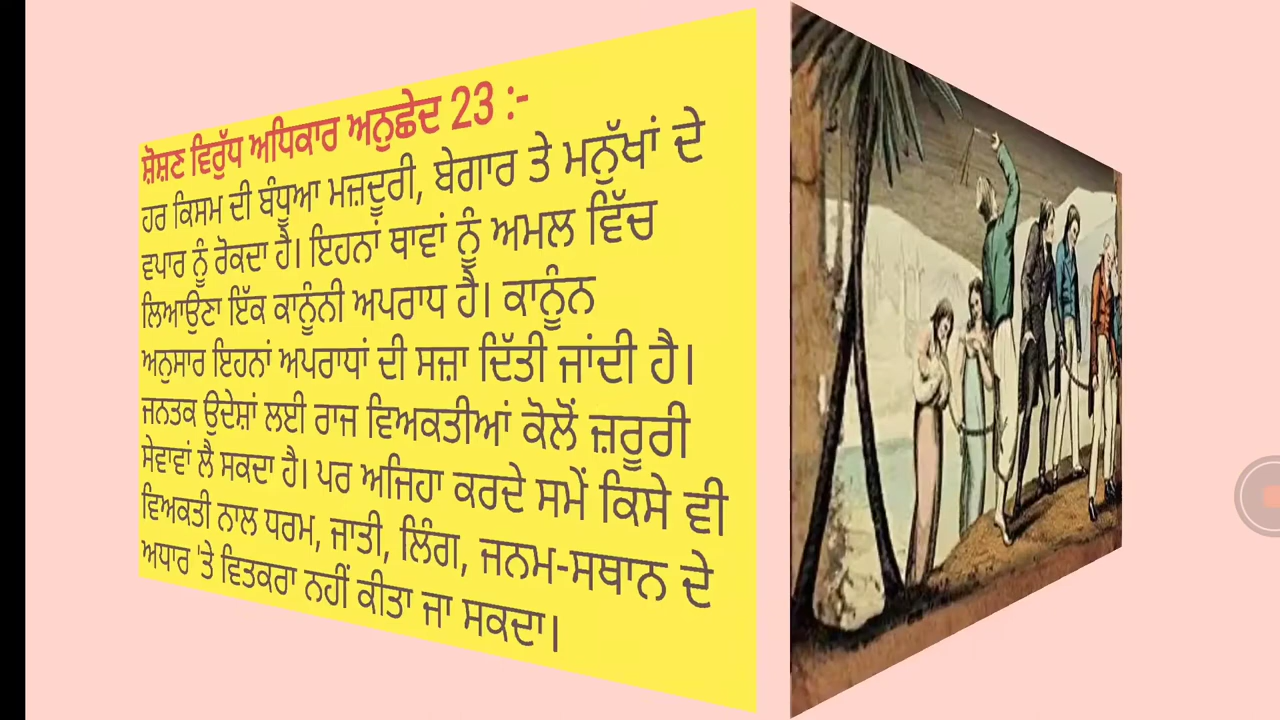 ਸ਼ੋਸ਼ਣ ਵਿਰੁੱਧ ਅਧਿਕਾਰ ਅਨੁਛੇਦ 23 :-
ਹਰ ਕਿਸਮ ਦੀ ਬੰਧੂਆ ਮਜ਼ਦੂਰੀ, ਬੇਗਾਰ ਤੇ ਮਨੁੱਖਾਂ ਦੇ
ਵਪਾਰ ਨੂੰ ਰੋਕਦਾ ਹੈ। ਇਹਨਾਂ ਥਾਵਾਂ ਨੂੰ ਅਮਲ ਵਿੱਚ
ਲਿਆਉਣਾ ਇੱਕ ਕਾਨੂੰਨੀ ਅਪਰਾਧ ਹੈ। ਕਾਨੂੰਨ
ਅਨੁਸਾਰ ਇਹਨਾਂ ਅਪਰਾਧਾਂ ਦੀ ਸਜ਼ਾ ਦਿੱਤੀ ਜਾਂਦੀ ਹੈ।
ਜਨਤਕ ਉਦੇਸ਼ਾਂ ਲਈ ਰਾਜ ਵਿਅਕਤੀਆਂ ਕੋਲੋਂ ਜ਼ਰੂਰੀ
ਸੇਵਾਵਾਂ ਲੈ ਸਕਦਾ ਹੈ। ਪਰ ਅਜਿਹਾ ਕਰਦੇ ਸਮੇਂ ਕਿਸੇ ਵੀ
ਵਿਅਕਤੀ ਨਾਲ ਧਰਮ, ਜਾਤੀ, ਲਿੰਗ, ਜਨਮ-ਸਥਾਨ ਦੇ
ਅਧਾਰ 'ਤੇ ਵਿਤਕਰਾ ਨਹੀਂ ਕੀਤਾ ਜਾ ਸਕਦਾ।